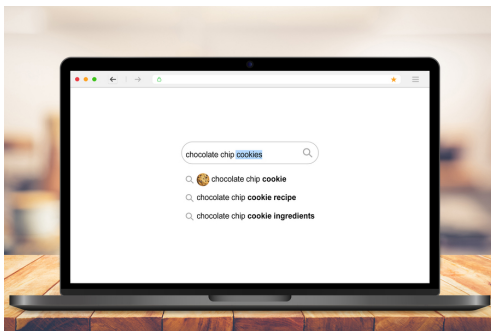 chocolate chip cookies
chocolate chip cookie
chocolate chip cookie recipe
chocolate chip cookie ingredients